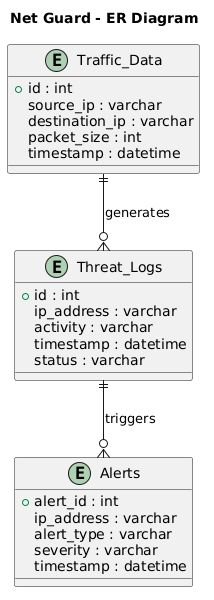 Net Guard - ER Diagram
E Traffic_Data
id : int
source_ip : varchar
destination_ip : varchar
packet_size : int
timestamp : datetime
generates
E Threat_Logs
id : int
ip_address : varchar
activity : varchar
timestamp : datetime
status : varchar
triggers
E Alerts
alert_id : int
ip_address : varchar
alert_type : varchar
severity : varchar
timestamp : datetime